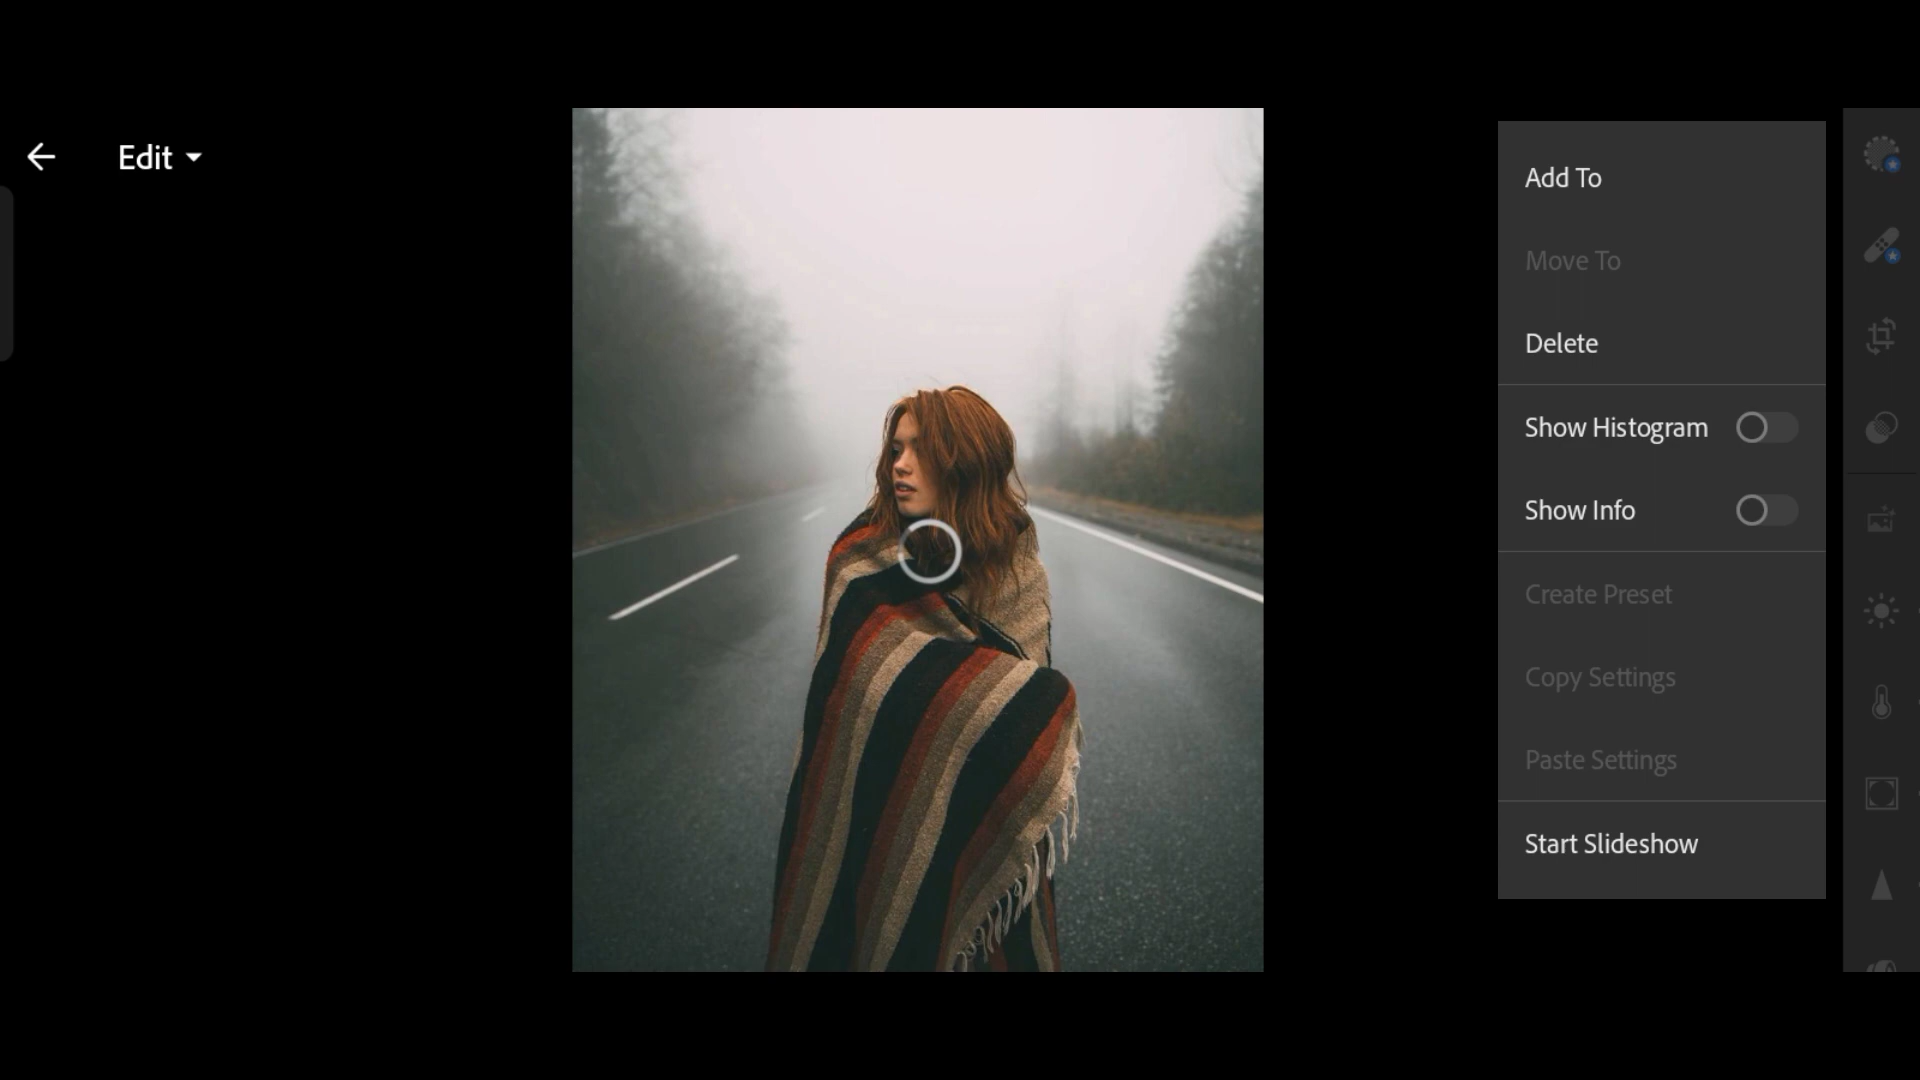 Edit
Add To
Move To
Delete
Show Histogram
Show Info
Create Preset
Copy Settings
Paste Settings
Start Slideshow